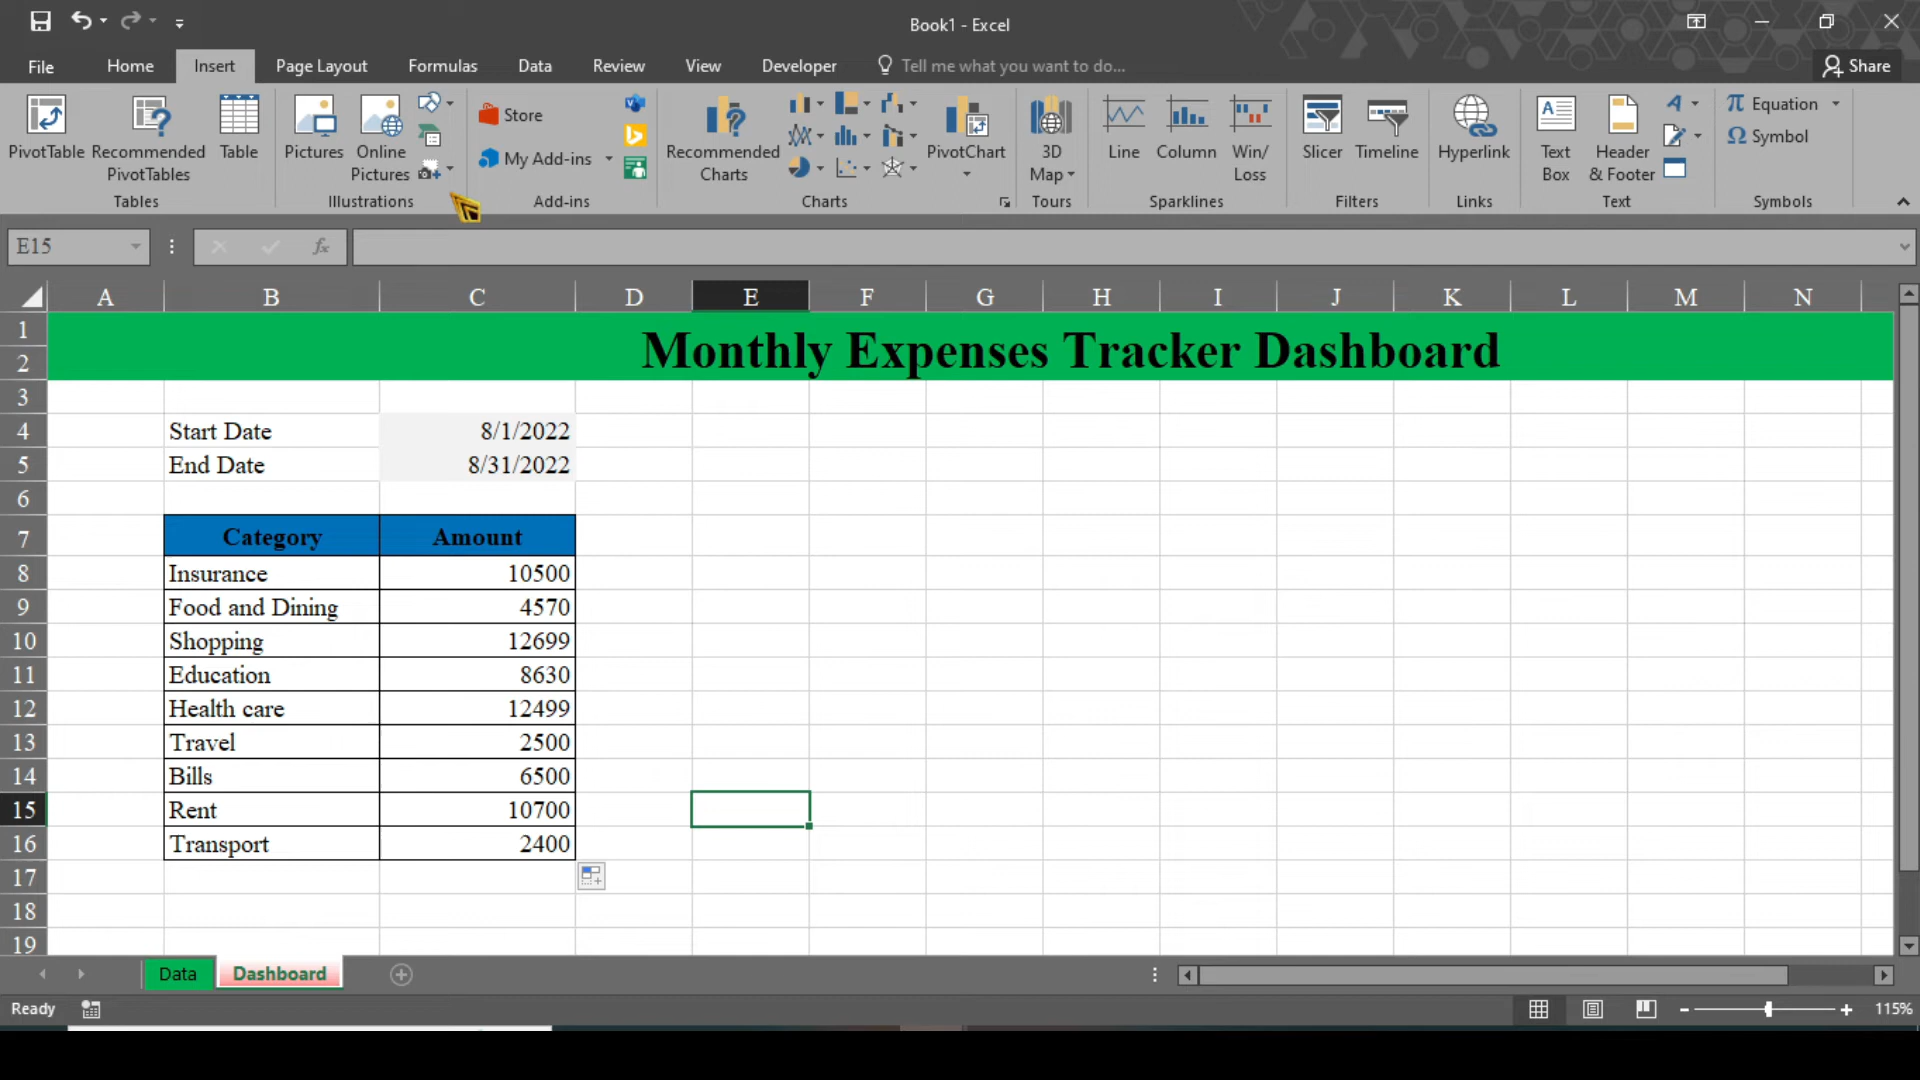 Book1 - Excel
File Home Insert Page Layout Formulas Data Review View Developer Tell me what you want to do... Share
PivotTable Recommended PivotTables Table Pictures Online Pictures Store My Add-ins Recommended Charts PivotChart 3D Map Line Column Win/Loss Slicer Timeline Hyperlink Text Box Header & Footer Equation Symbol
Tables Illustrations Add-ins Charts Tours Sparklines Filters Links Text Symbols
E15 fx
A B C D E F G H I J K L M N
1 Monthly Expenses Tracker Dashboard
2
3
4 Start Date 8/1/2022
5 End Date 8/31/2022
6
7 Category Amount
8 Insurance 10500
9 Food and Dining 4570
10 Shopping 12699
11 Education 8630
12 Health care 12499
13 Travel 2500
14 Bills 6500
15 Rent 10700
16 Transport 2400
17
18
19
Data Dashboard
Ready 115%